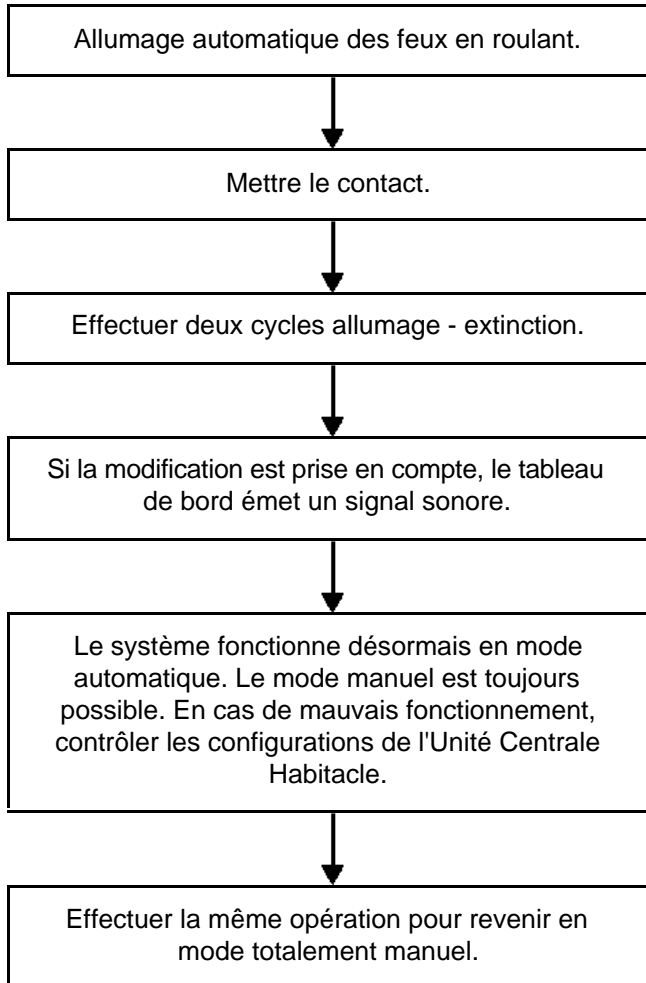 Allumage automatique des feux en roulant.
Mettre le contact.
Effectuer deux cycles allumage - extinction.
Si la modification est prise en compte, le tableau
de bord émet un signal sonore.
Le système fonctionne désormais en mode
automatique. Le mode manuel est toujours
possible. En cas de mauvais fonctionnement,
contrôler les configurations de l'Unité Centrale
Habitacle.
Effectuer la même opération pour revenir en
mode totalement manuel.